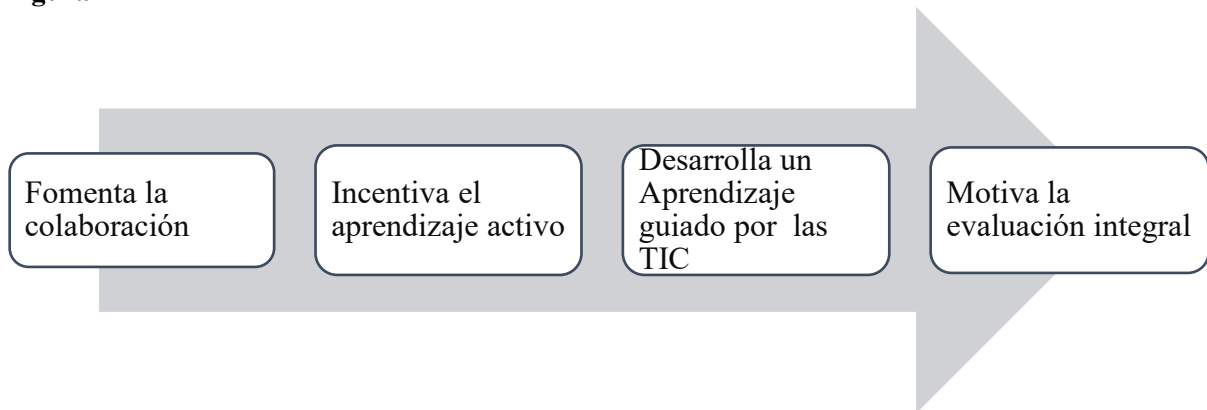 Fomenta la
colaboración
Incentiva el
aprendizaje activo
Desarrolla un
Aprendizaje
guiado por las
TIC
Motiva la
evaluación integral